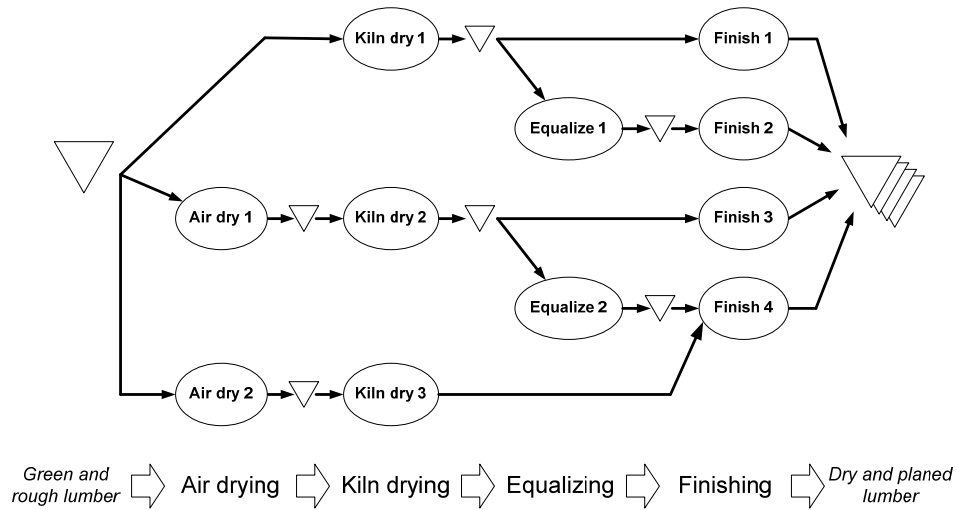 Kiln dry 1
Finish 1
Equalize 1
Finish 2
Air dry 1
Kiln dry 2
Finish 3
Equalize 2
Finish 4
Air dry 2
Kiln dry 3
Green and
rough lumber
Air drying
Kiln drying
Equalizing
Finishing
Dry and planed
lumber